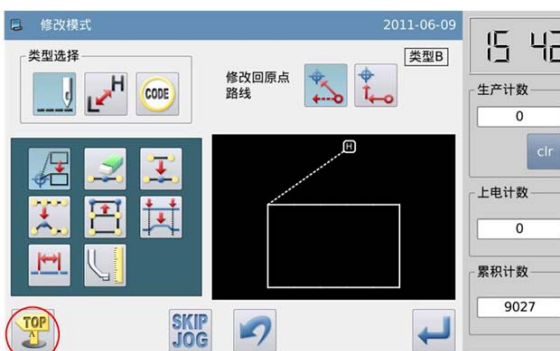 修改模式
2011-06-09
类型选择
H
CODE
修改回原点
路线
类型B
H
TOP
SKIP
JOG
15 42
生产计数
0
clr
上电计数
0
累积计数
9027